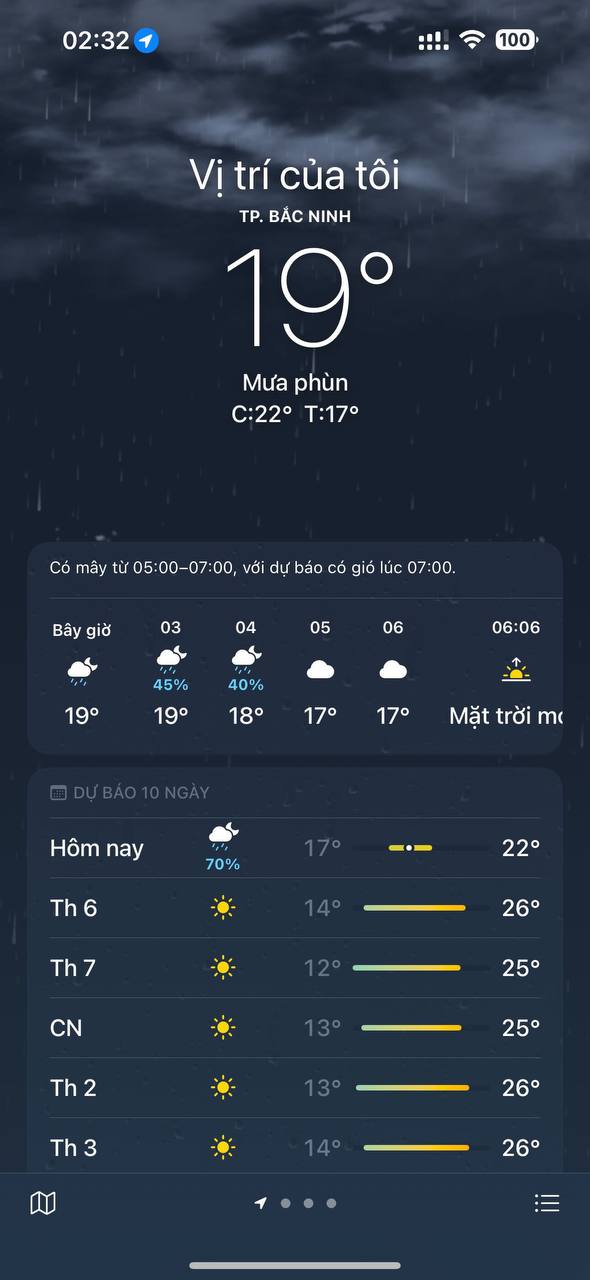 02:32
100
Vị trí của tôi
TP. BẮC NINH
19°
Mưa phùn
C:22° T:17°
Có mây từ 05:00–07:00, với dự báo có gió lúc 07:00.
Bây giờ 03 04 05 06 06:06
45% 40%
19° 19° 18° 17° 17° Mặt trời
DỰ BÁO 10 NGÀY
Hôm nay 70% 17° 22°
Th 6 14° 26°
Th 7 12° 25°
CN 13° 25°
Th 2 13° 26°
Th 3 14° 26°